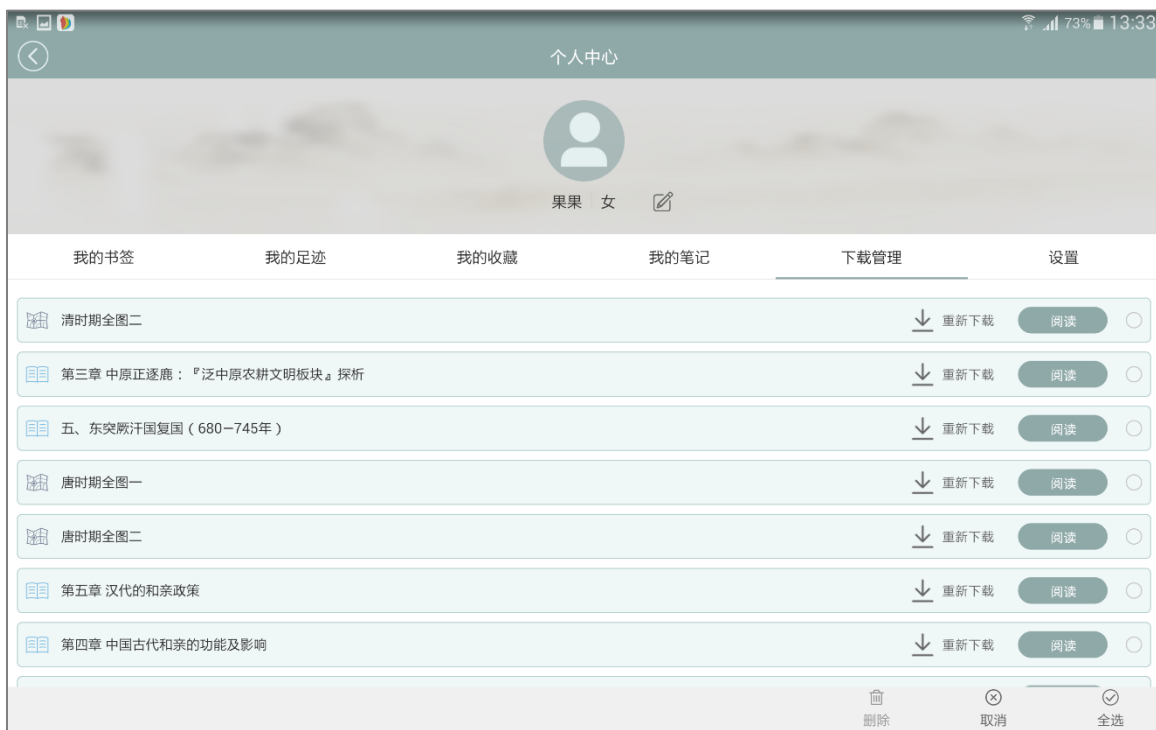 73% 13:33
个人中心
果果 女
我的书签 我的足迹 我的收藏 我的笔记 下载管理 设置
清时期全图二 重新下载 阅读
第三章 中原正逐鹿：『泛中原农耕文明板块』探析 重新下载 阅读
五、东突厥汗国复国（680—745年） 重新下载 阅读
唐时期全图一 重新下载 阅读
唐时期全图二 重新下载 阅读
第五章 汉代的和亲政策 重新下载 阅读
第四章 中国古代和亲的功能及影响 重新下载 阅读
删除 取消 全选